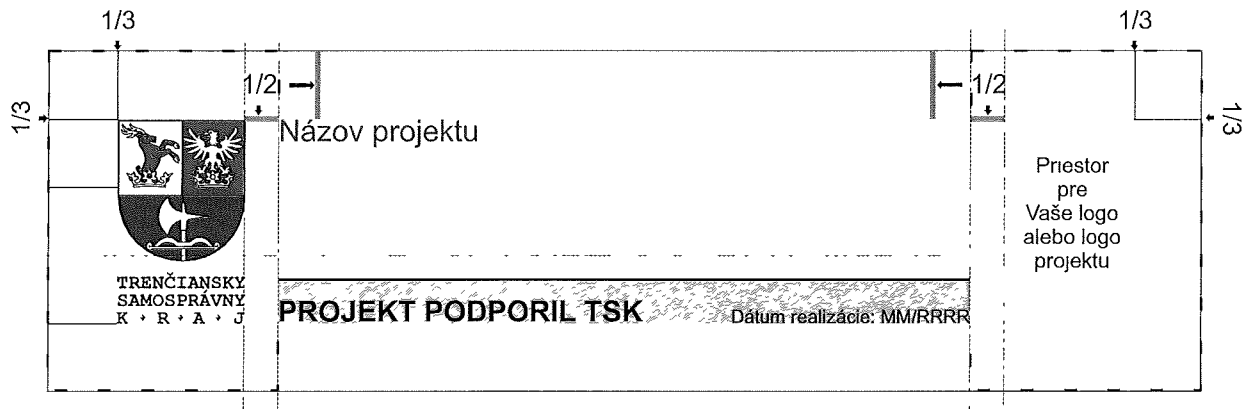 1/3
1/3
1/2
1/2
1/3
1/3
Názov projektu
Priestor
pre
Vaše logo
alebo logo
projektu
TRENČIANSKY
SAMOSPRÁVNY
K • R • A • J
PROJEKT PODPORIL TSK
Dátum realizácie: MM/RRRR